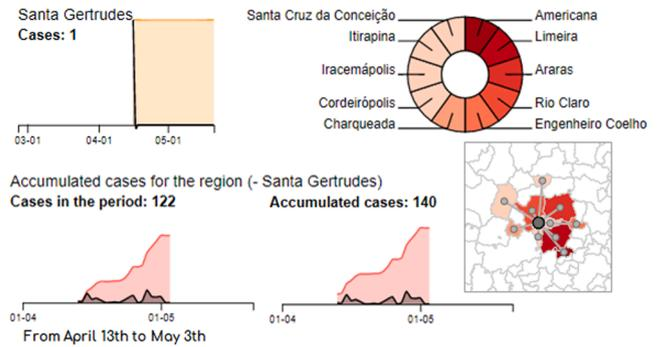 Santa Gertrudes
Cases: 1
03-01 04-01 05-01
Santa Cruz da Conceição
Itirapina
Iracemápolis
Cordeirópolis
Charqueada
Americana
Limeira
Araras
Rio Claro
Engenheiro Coelho
Accumulated cases for the region (- Santa Gertrudes)
Cases in the period: 122
Accumulated cases: 140
01-04 01-05
01-04 01-05
From April 13th to May 3th